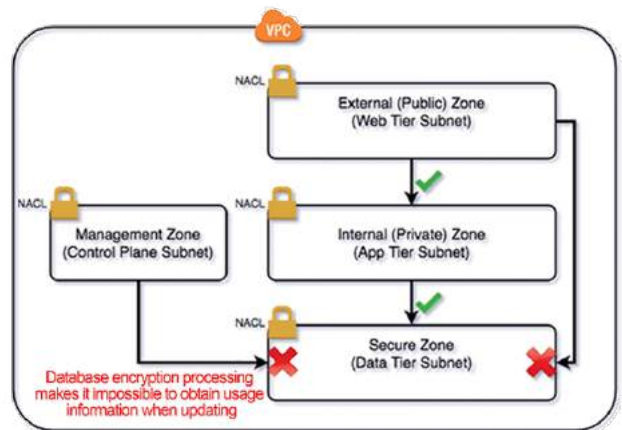 VPC
NACL
External (Public) Zone
(Web Tier Subnet)
NACL
Management Zone
(Control Plane Subnet)
NACL
Internal (Private) Zone
(App Tier Subnet)
NACL
Secure Zone
(Data Tier Subnet)
Database encryption processing
makes it impossible to obtain usage
information when updating